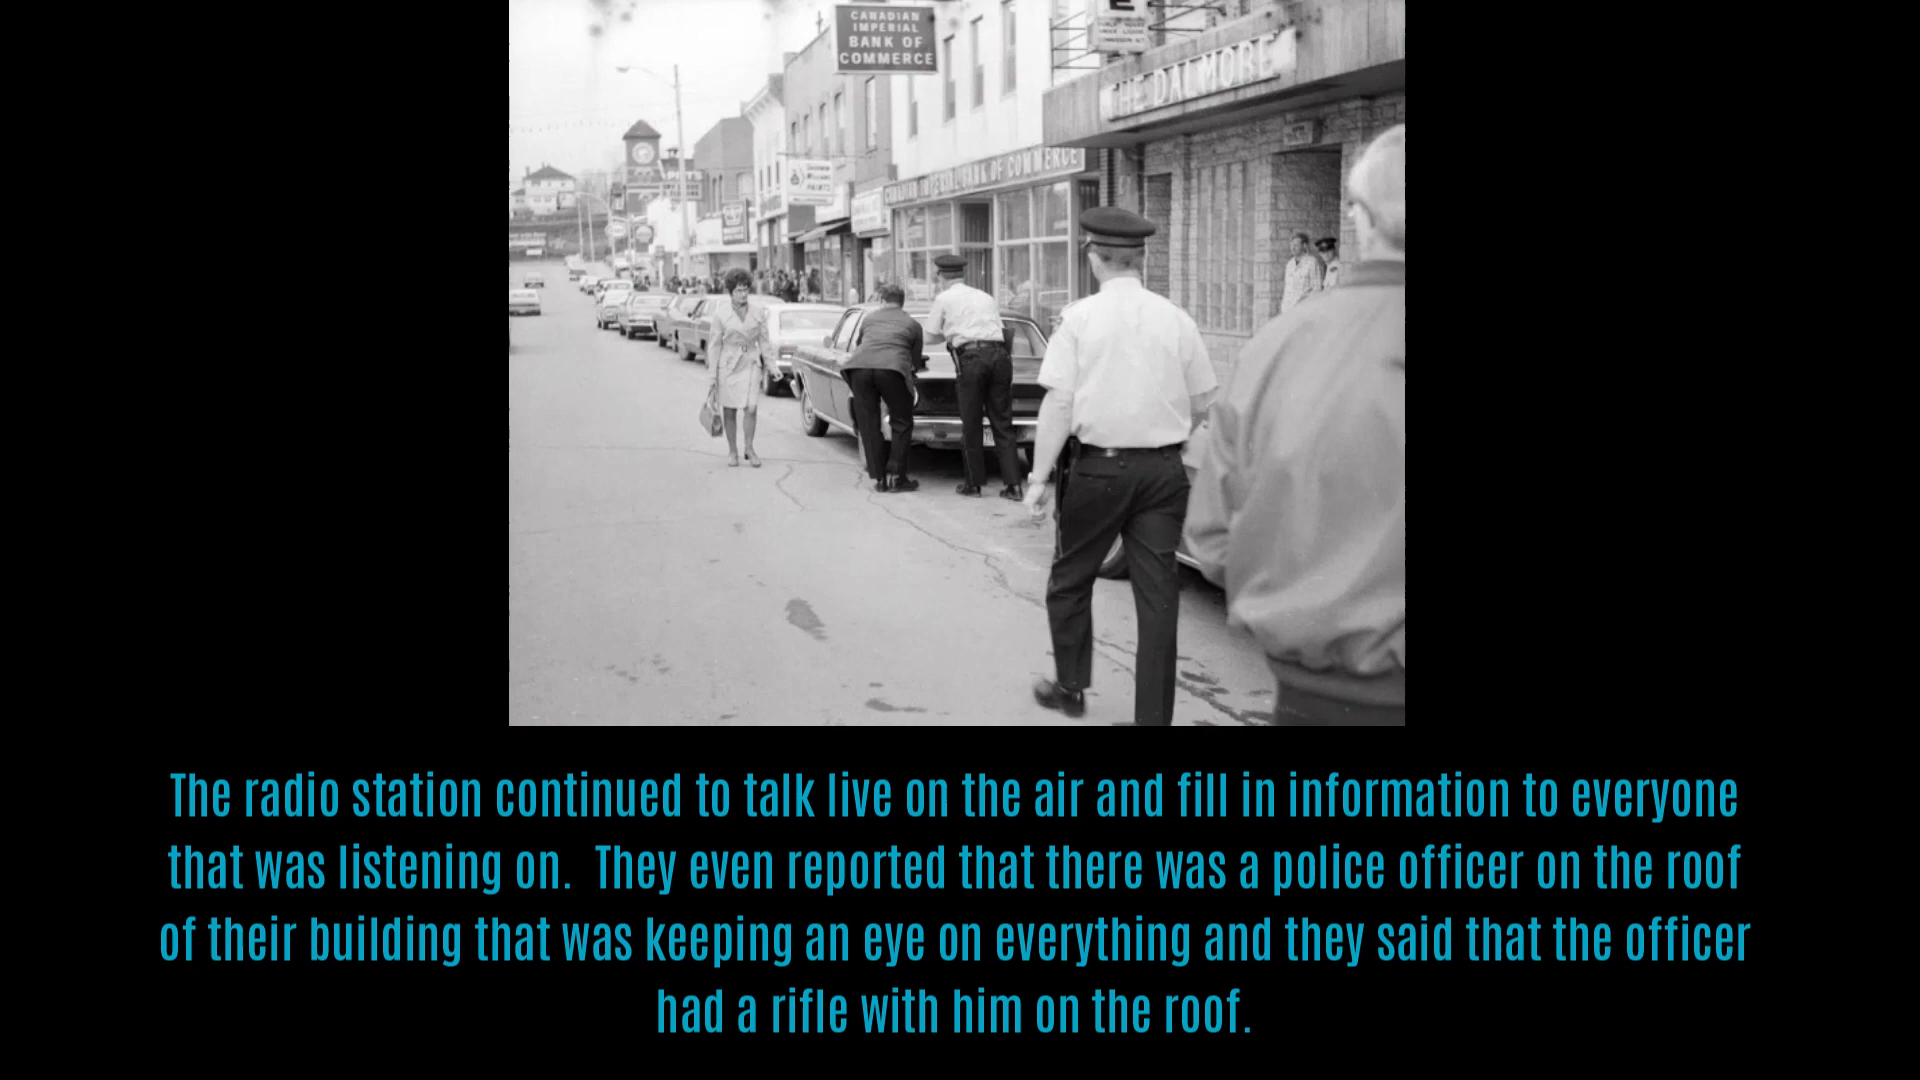 CANADIAN
IMPERIAL
BANK OF
COMMERCE
THE DALMORE
CANADIAN IMPERIAL BANK OF COMMERCE
PAINTS
The radio station continued to talk live on the air and fill in information to everyone
that was listening on.  They even reported that there was a police officer on the roof
of their building that was keeping an eye on everything and they said that the officer
had a rifle with him on the roof.